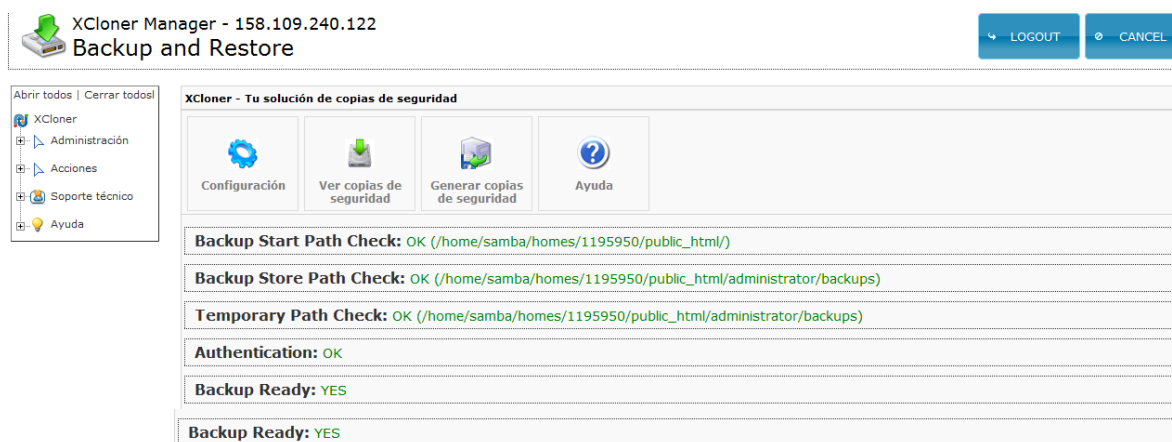 XCloner Manager - 158.109.240.122
Backup and Restore
LOGOUT
CANCEL
Abrir todos | Cerrar todosl
XCloner
Administración
Acciones
Soporte técnico
Ayuda
XCloner - Tu solución de copias de seguridad
Configuración
Ver copias de
seguridad
Generar copias
de seguridad
Ayuda
Backup Start Path Check: OK (/home/samba/homes/1195950/public_html/)
Backup Store Path Check: OK (/home/samba/homes/1195950/public_html/administrator/backups)
Temporary Path Check: OK (/home/samba/homes/1195950/public_html/administrator/backups)
Authentication: OK
Backup Ready: YES
Backup Ready: YES